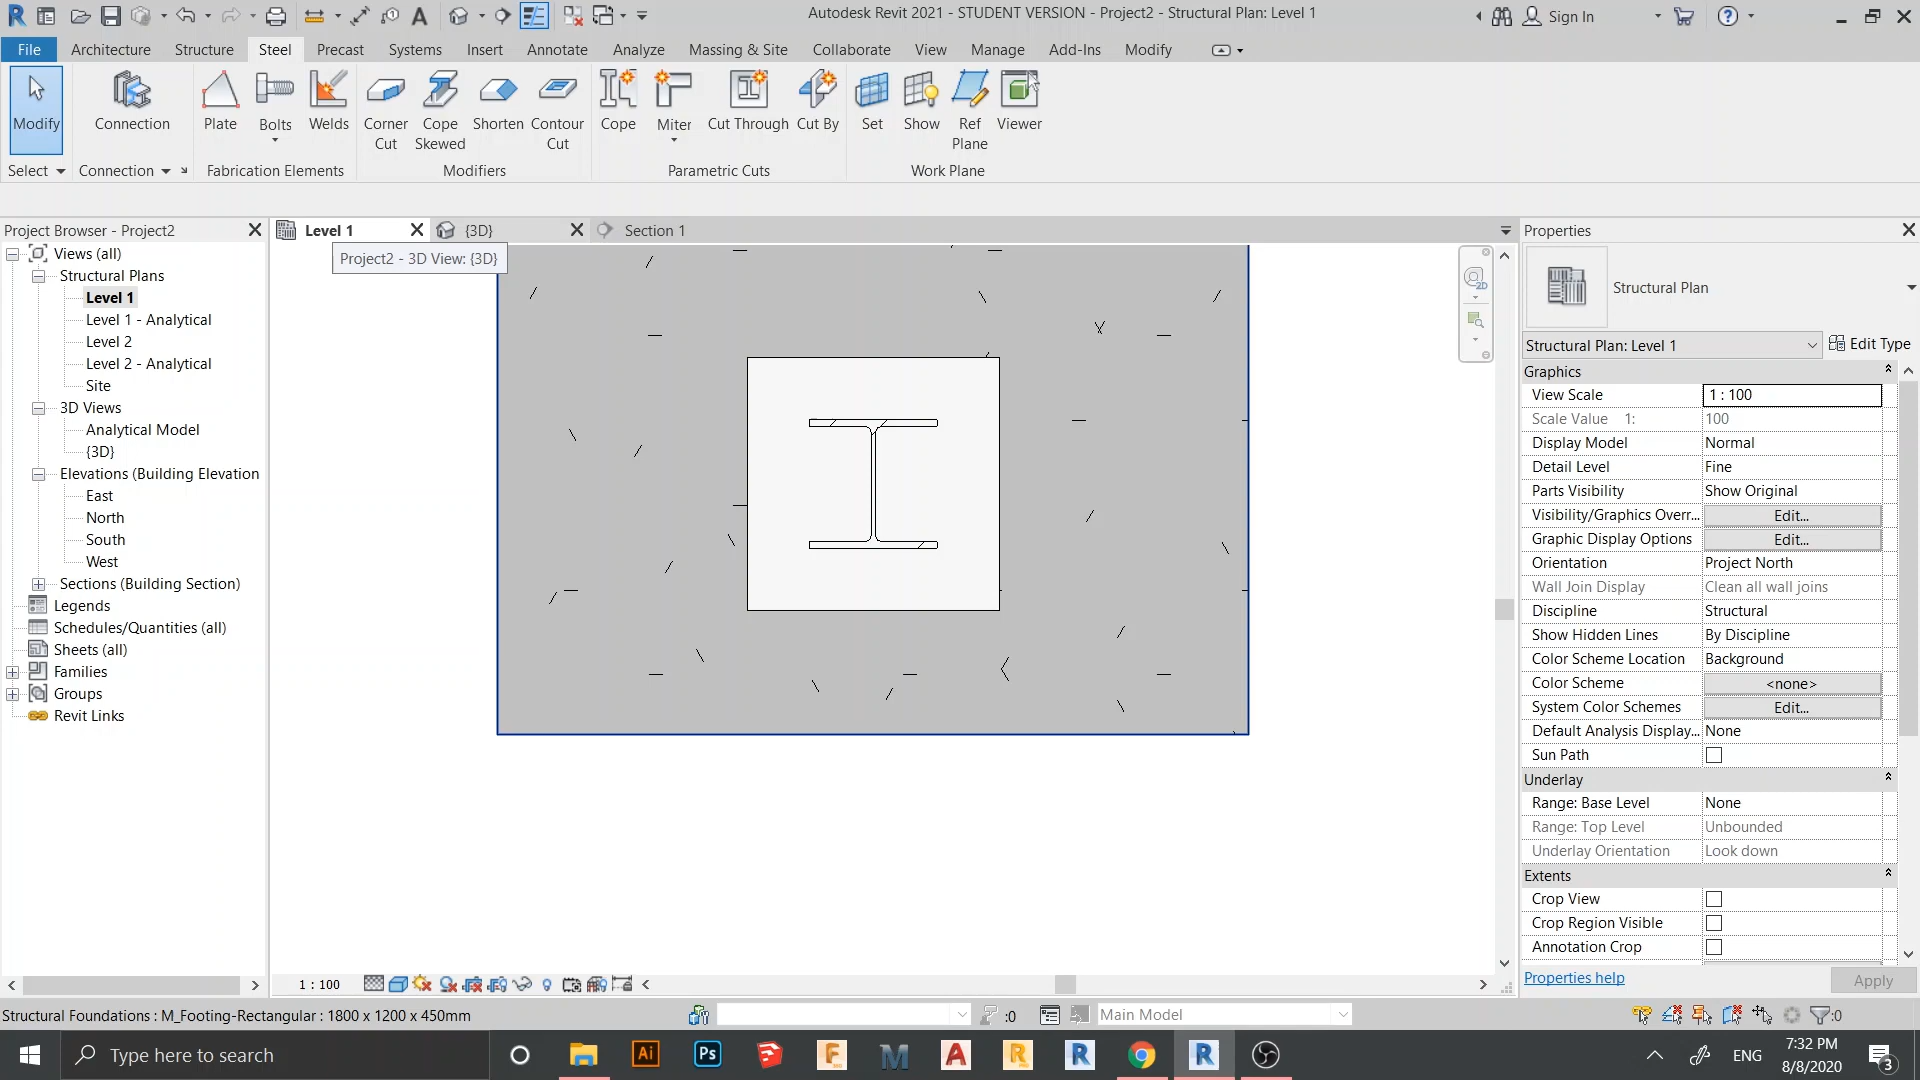 Autodesk Revit 2021 - STUDENT VERSION - Project2 - Structural Plan: Level 1
Sign In
File Architecture Structure Steel Precast Systems Insert Annotate Analyze Massing & Site Collaborate View Manage Add-Ins Modify
Modify Connection Plate Bolts Welds Corner Cut Cope Skewed Shorten Contour Cut Cope Miter Cut Through Cut By Set Show Ref Plane Viewer
Select Connection Fabrication Elements Modifiers Parametric Cuts Work Plane
Project Browser - Project2
Views (all)
Structural Plans
Level 1
Level 1 - Analytical
Level 2
Level 2 - Analytical
Site
3D Views
Analytical Model
{3D}
Elevations (Building Elevation
East
North
South
West
Sections (Building Section)
Legends
Schedules/Quantities (all)
Sheets (all)
Families
Groups
Revit Links
Level 1 {3D} Section 1
Project2 - 3D View: {3D}
2D
1 : 100
Properties
Structural Plan
Structural Plan: Level 1 Edit Type
Graphics
View Scale 1 : 100
Scale Value 1: 100
Display Model Normal
Detail Level Fine
Parts Visibility Show Original
Visibility/Graphics Overr... Edit...
Graphic Display Options Edit...
Orientation Project North
Wall Join Display Clean all wall joins
Discipline Structural
Show Hidden Lines By Discipline
Color Scheme Location Background
Color Scheme <none>
System Color Schemes Edit...
Default Analysis Display... None
Sun Path
Underlay
Range: Base Level None
Range: Top Level Unbounded
Underlay Orientation Look down
Extents
Crop View
Crop Region Visible
Annotation Crop
Properties help Apply
Structural Foundations : M_Footing-Rectangular : 1800 x 1200 x 450mm :0 Main Model :0
Type here to search
Ai Ps
ENG
7:32 PM
8/8/2020
3